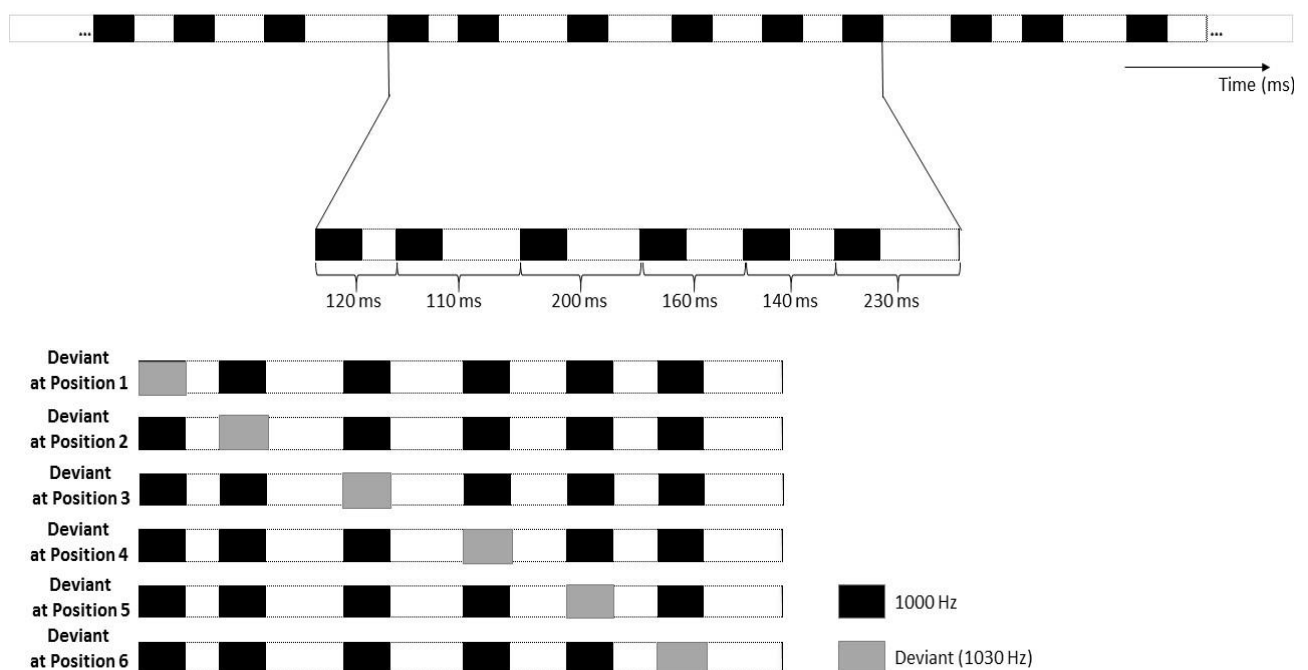 ...
...
Time (ms)
120 ms
110 ms
200 ms
160 ms
140 ms
230 ms
Deviant
at Position 1
Deviant
at Position 2
Deviant
at Position 3
Deviant
at Position 4
Deviant
at Position 5
Deviant
at Position 6
1000 Hz
Deviant (1030 Hz)